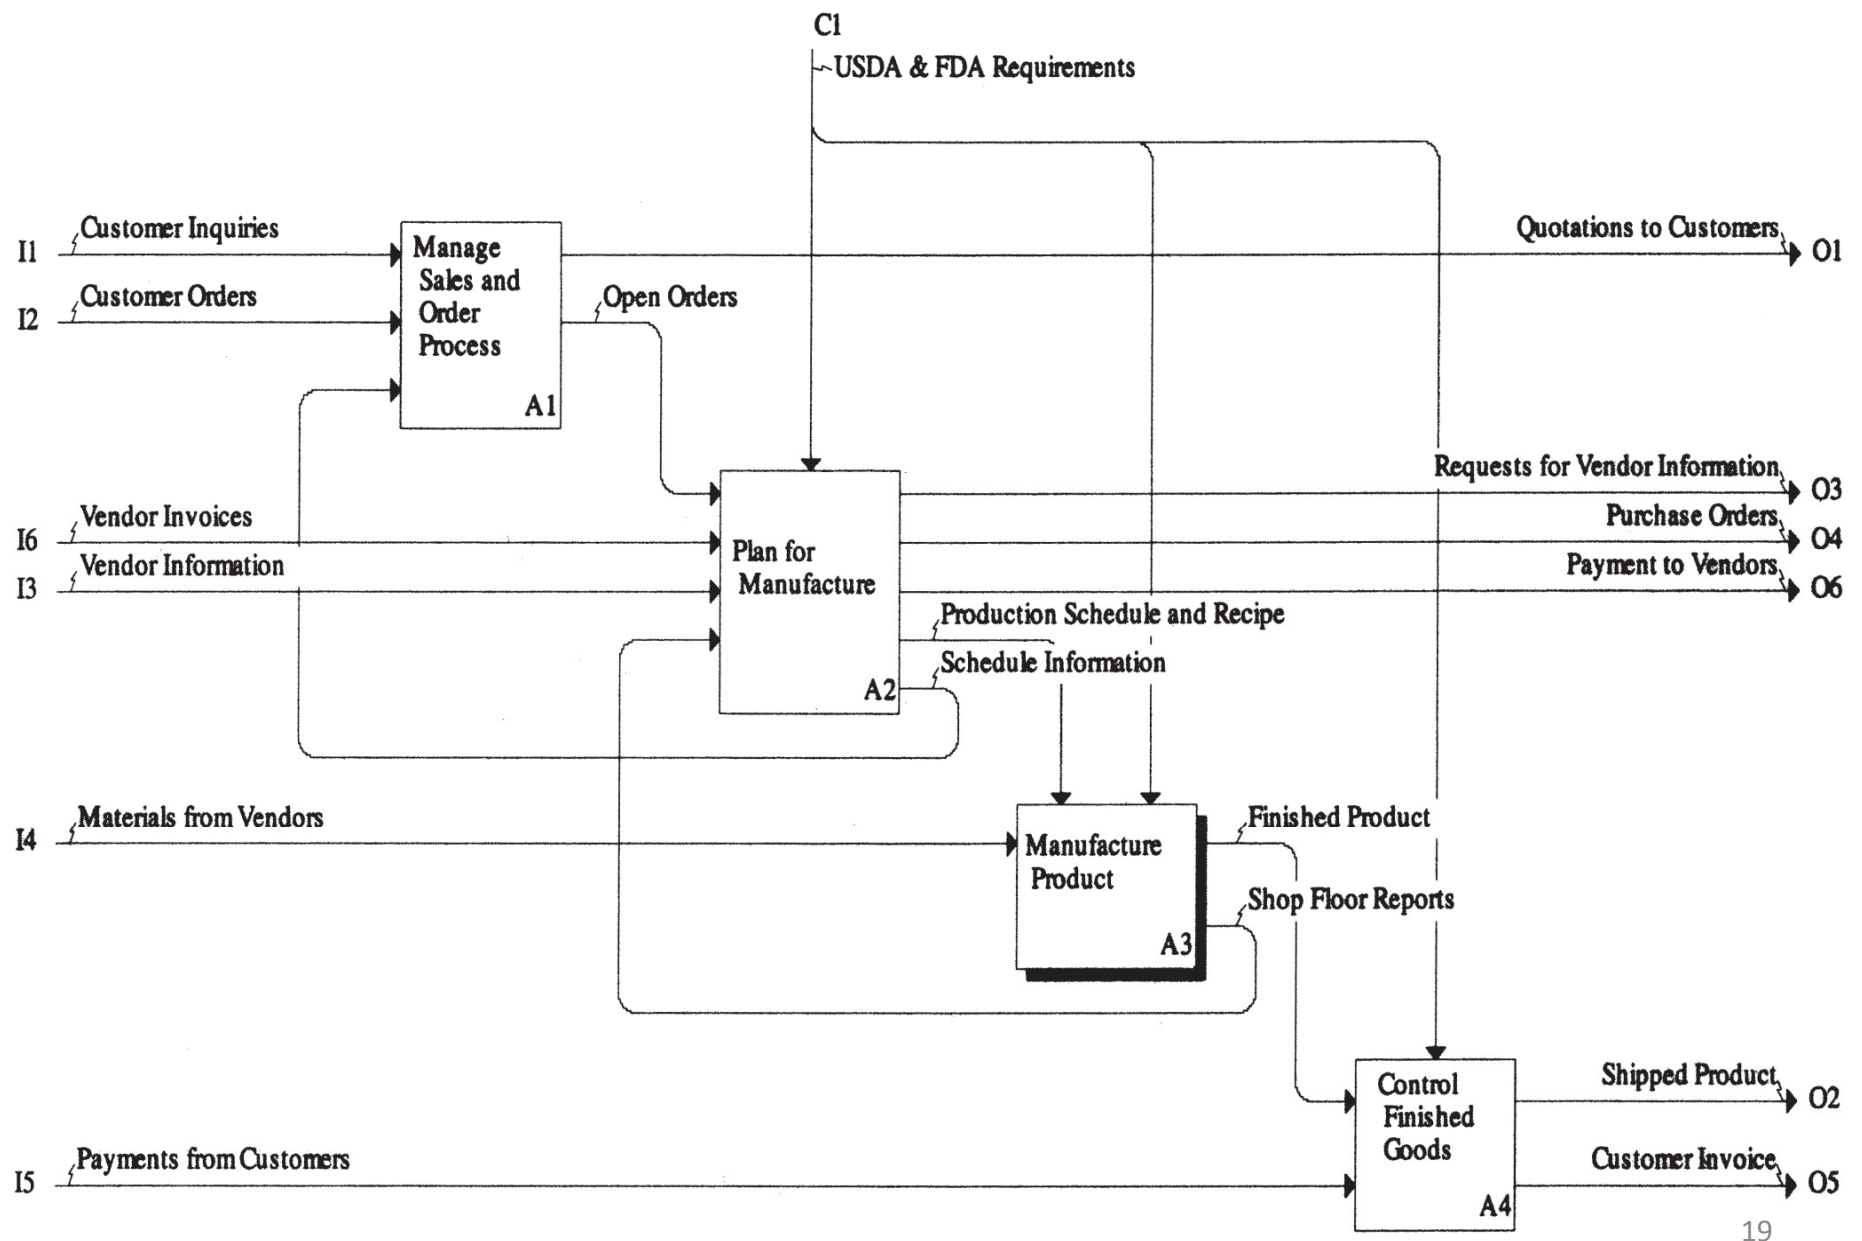 C1
USDA & FDA Requirements
Customer Inquiries
I1
Customer Orders
I2
Manage
Sales and
Order
Process
A1
Open Orders
Quotations to Customers
O1
Vendor Invoices
I6
Vendor Information
I3
Plan for
Manufacture
A2
Requests for Vendor Information
O3
Purchase Orders
O4
Payment to Vendors
O6
Production Schedule and Recipe
Schedule Information
Materials from Vendors
I4
Manufacture
Product
A3
Finished Product
Shop Floor Reports
Payments from Customers
I5
Control
Finished
Goods
A4
Shipped Product
O2
Customer Invoice
O5
19